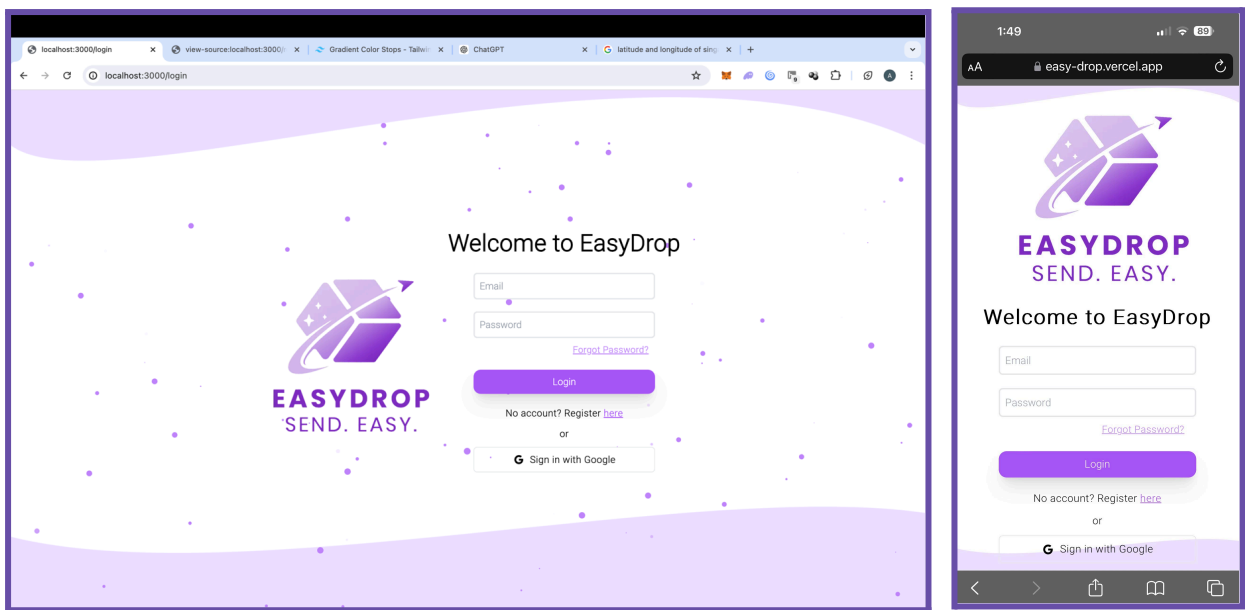 localhost:3000/login
view-source:localhost:3000/
Gradient Color Stops - Tailwin
ChatGPT
latitude and longitude of sing
localhost:3000/login
Welcome to EasyDrop
Email
Password
Forgot Password?
Login
No account? Register here
or
Sign in with Google
EASYDROP
SEND. EASY.
1:49
89
AA
easy-drop.vercel.app
EASYDROP
SEND. EASY.
Welcome to EasyDrop
Email
Password
Forgot Password?
Login
No account? Register here
or
Sign in with Google